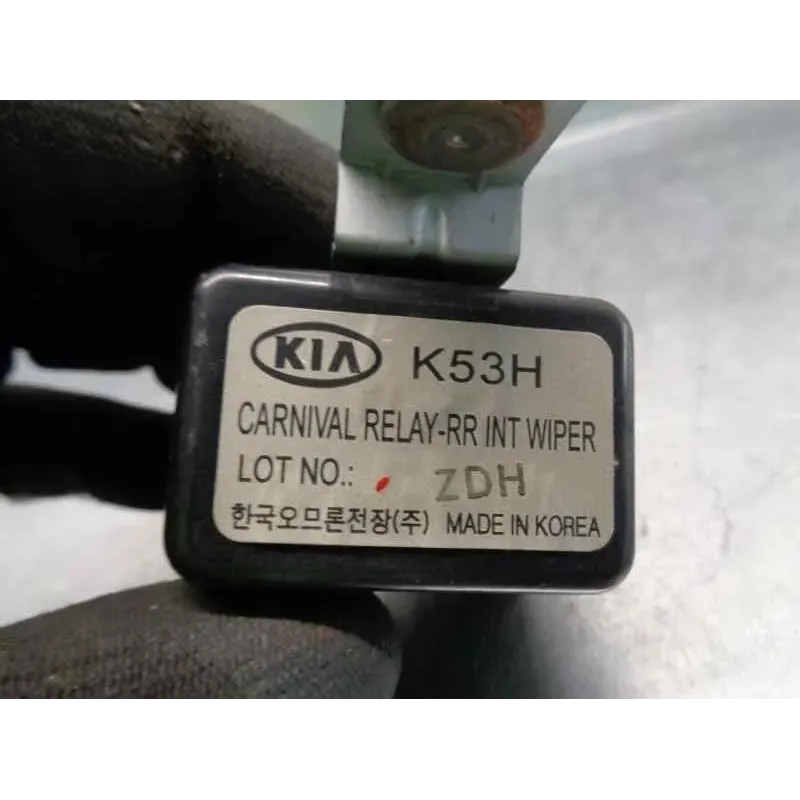 KIA K53H
CARNIVAL RELAY-RR INT WIPER
LOT NO.: ZDH
한국오므론전장(주) MADE IN KOREA